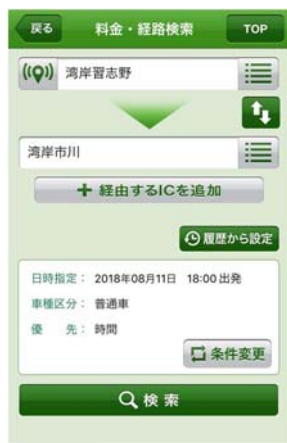 戻る 料金・経路検索 TOP
湾岸習志野
湾岸市川
+ 経由するICを追加
履歴から設定
日時指定： 2018年08月11日 18:00出発
車種区分： 普通車
優 先： 時間
条件変更
検 索